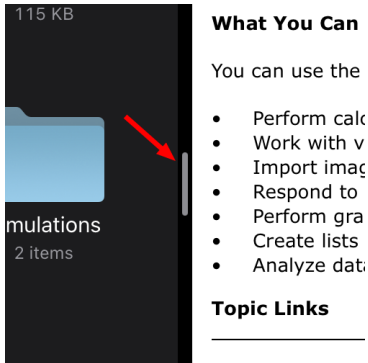 115 KB
mulations
2 items
What You Can
You can use the
• Perform calc
• Work with v
• Import imag
• Respond to
• Perform gra
• Create lists
• Analyze data
Topic Links